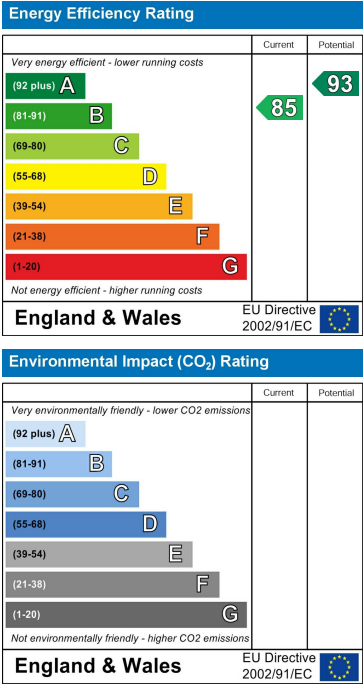 Energy Efficiency Rating
Current Potential
Very energy efficient - lower running costs
(92 plus) A
(81-91) B
(69-80) C
(55-68) D
(39-54) E
(21-38) F
(1-20) G
85
93
Not energy efficient - higher running costs
England & Wales
EU Directive
2002/91/EC
Environmental Impact (CO₂) Rating
Current Potential
Very environmentally friendly - lower CO2 emissions
(92 plus) A
(81-91) B
(69-80) C
(55-68) D
(39-54) E
(21-38) F
(1-20) G
Not environmentally friendly - higher CO2 emissions
England & Wales
EU Directive
2002/91/EC